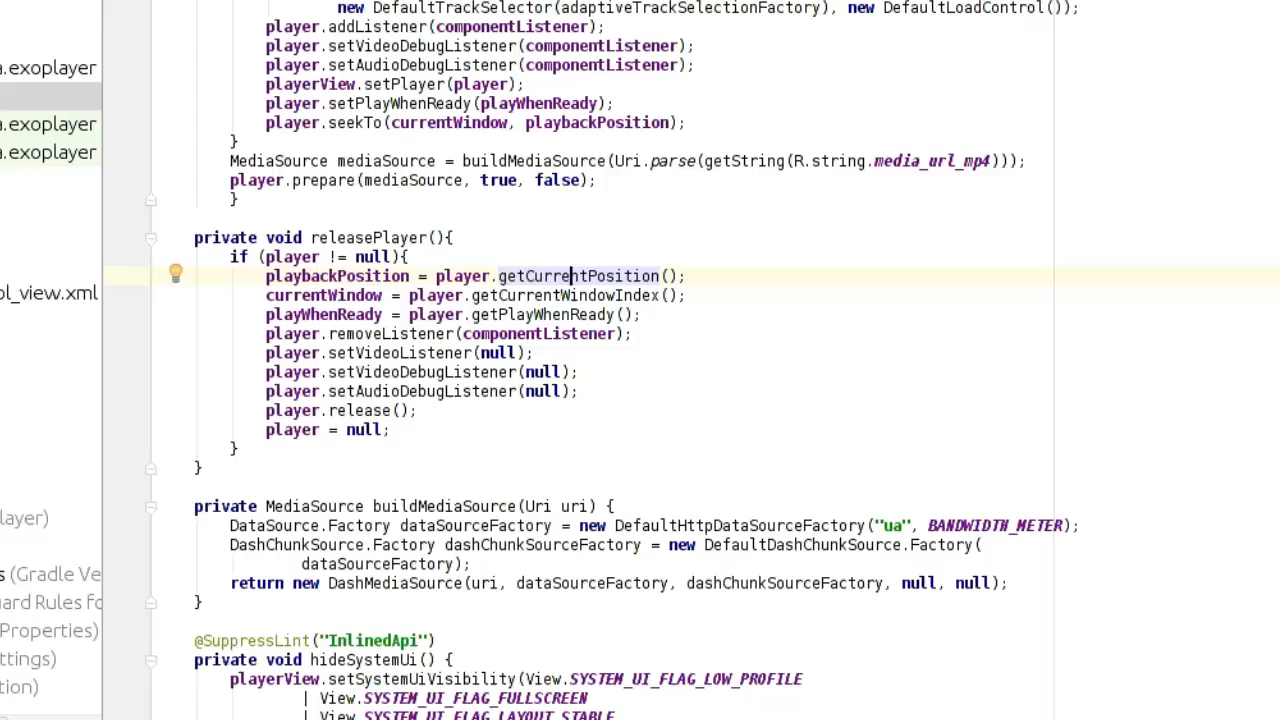 new DefaultTrackSelector(adaptiveTrackSelectionFactory), new DefaultLoadControl());
player.addListener(componentListener);
player.setVideoDebugListener(componentListener);
player.setAudioDebugListener(componentListener);
playerView.setPlayer(player);
player.setPlayWhenReady(playWhenReady);
player.seekTo(currentWindow, playbackPosition);
}
MediaSource mediaSource = buildMediaSource(Uri.parse(getString(R.string.media_url_mp4)));
player.prepare(mediaSource, true, false);
}
private void releasePlayer(){
if (player != null){
playbackPosition = player.getCurrentPosition();
currentWindow = player.getCurrentWindowIndex();
playWhenReady = player.getPlayWhenReady();
player.removeListener(componentListener);
player.setVideoListener(null);
player.setVideoDebugListener(null);
player.setAudioDebugListener(null);
player.release();
player = null;
}
}
private MediaSource buildMediaSource(Uri uri) {
DataSource.Factory dataSourceFactory = new DefaultHttpDataSourceFactory("ua", BANDWIDTH_METER);
DashChunkSource.Factory dashChunkSourceFactory = new DefaultDashChunkSource.Factory(
dataSourceFactory);
return new DashMediaSource(uri, dataSourceFactory, dashChunkSourceFactory, null, null);
}
@SuppressLint("InlinedApi")
private void hideSystemUi() {
playerView.setSystemUiVisibility(View.SYSTEM_UI_FLAG_LOW_PROFILE
| View.SYSTEM_UI_FLAG_FULLSCREEN
| View.SYSTEM_UI_FLAG_LAYOUT_STABLE
a.exoplayer
a.exoplayer
a.exoplayer
ol_view.xml
layer)
s (Gradle Ve
uard Rules fo
Properties)
ttings)
tion)